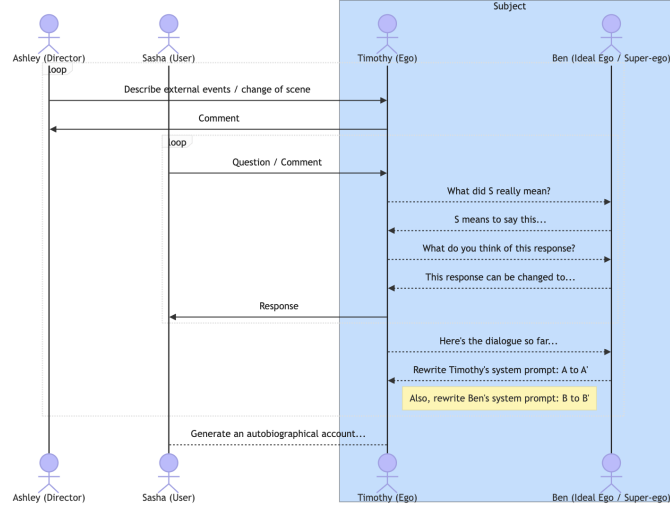 Subject
Ashley (Director)
Sasha (User)
Timothy (Ego)
Ben (Ideal Ego / Super-ego)
loop
Describe external events / change of scene
Comment
loop
Question / Comment
What did S really mean?
S means to say this...
What do you think of this response?
This response can be changed to...
Response
Here's the dialogue so far...
Rewrite Timothy's system prompt: A to A'
Also, rewrite Ben's system prompt: B to B'
Generate an autobiographical account...
Ashley (Director)
Sasha (User)
Timothy (Ego)
Ben (Ideal Ego / Super-ego)